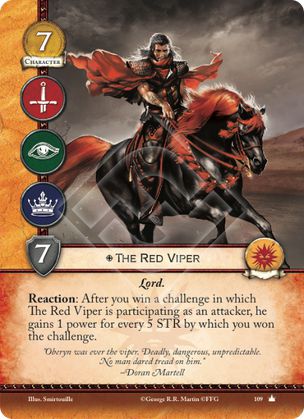 7
CHARACTER
7
THE RED VIPER
Lord.
Reaction: After you win a challenge in which
The Red Viper is participating as an attacker, he
gains 1 power for every 5 STR by which you won
the challenge.
"Oberyn was ever the viper. Deadly, dangerous, unpredictable.
No man dared tread on him."
–Doran Martell
Illus. Smirtouille
©George R.R. Martin ©FFG
109